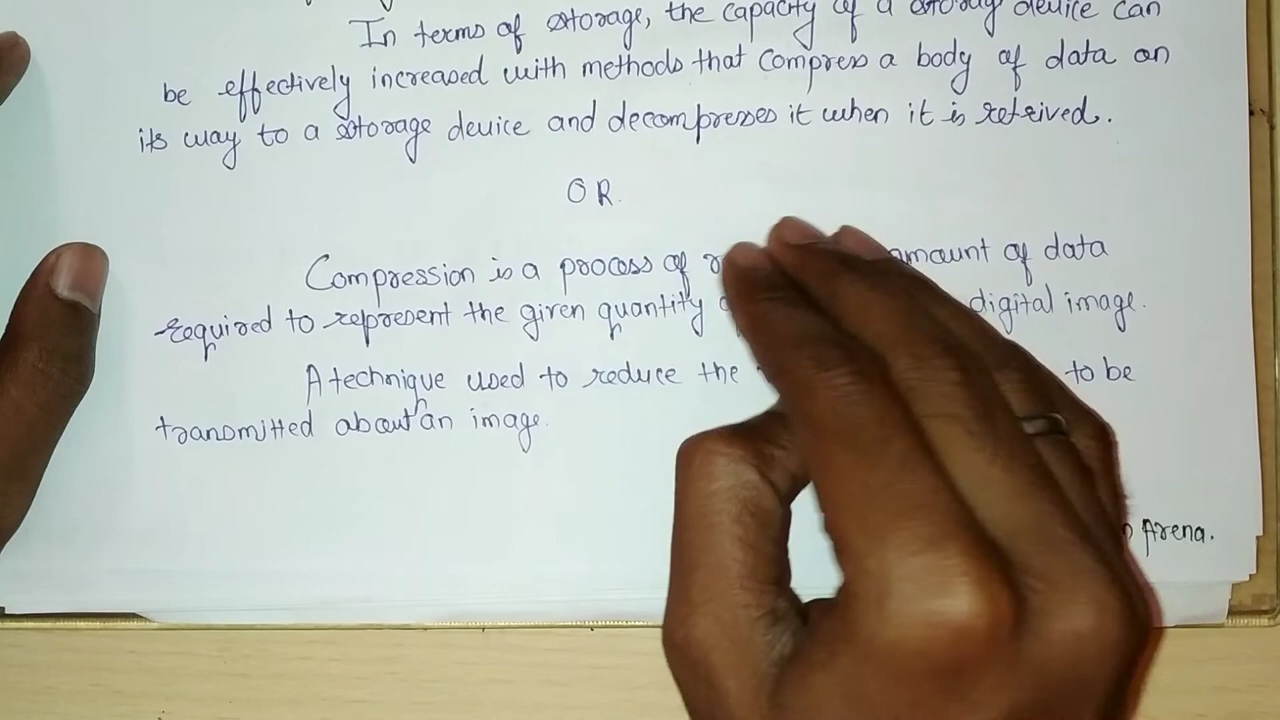 In terms of storage, the capacity of a storag device can
be effectively increased with methods that compress a body of data on
its way to a storage device and decompresses it when it is retrived.
OR.
Compression is a process of amount of data
required to represent the given quantity digital image.
A technique used to reduce the to be
transmitted about an image.
Arena.